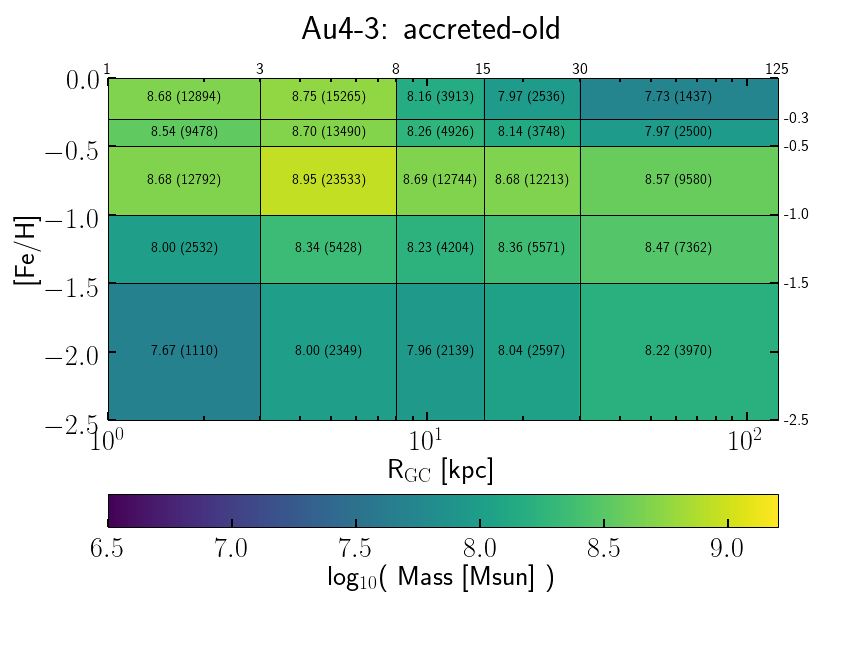 Au4-3: accreted-old
1 3 8 15 30 125
0.0
8.68 (12894) 8.75 (15265) 8.16 (3913) 7.97 (2536) 7.73 (1437)
-0.3
8.54 (9478) 8.70 (13490) 8.26 (4926) 8.14 (3748) 7.97 (2500)
−0.5 -0.5
8.68 (12792) 8.95 (23533) 8.69 (12744) 8.68 (12213) 8.57 (9580)
−1.0 -1.0
[Fe/H]
8.00 (2532) 8.34 (5428) 8.23 (4204) 8.36 (5571) 8.47 (7362)
−1.5 -1.5
7.67 (1110) 8.00 (2349) 7.96 (2139) 8.04 (2597) 8.22 (3970)
−2.0
−2.5 -2.5
10⁰ 10¹ 10²
R_GC [kpc]
6.5 7.0 7.5 8.0 8.5 9.0
log₁₀( Mass [Msun] )